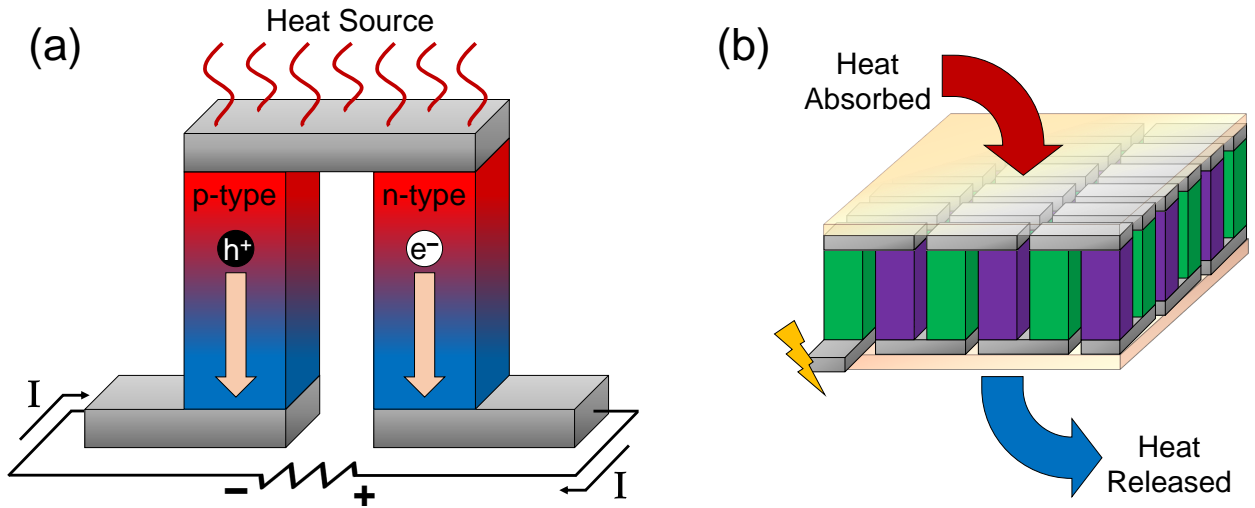 (a)
Heat Source
p-type
n-type
h⁺
e⁻
I
I
− +
(b)
Heat
Absorbed
Heat
Released